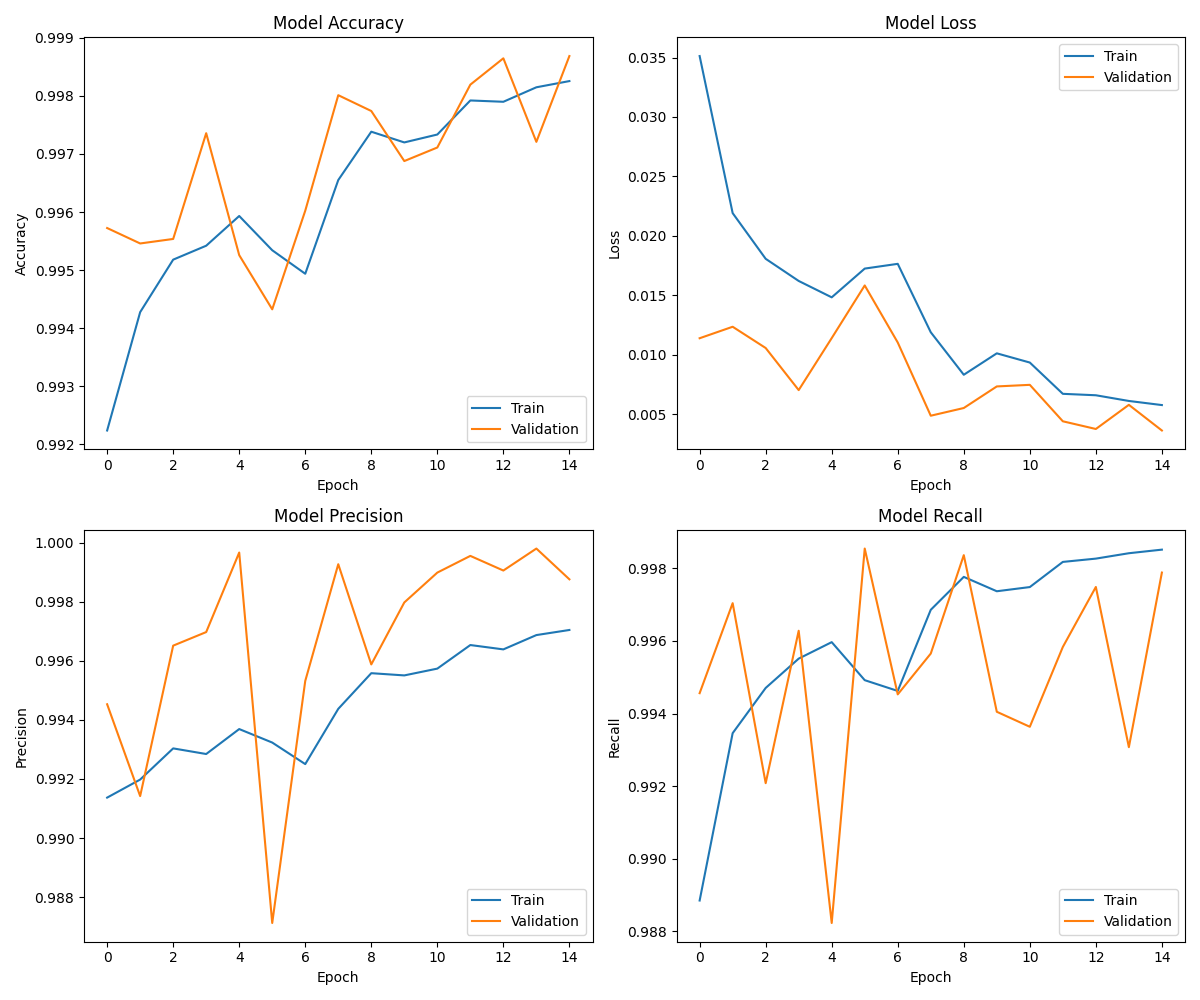 Model Accuracy
0.999
0.998
0.997
0.996
0.995
0.994
0.993
0.992
Accuracy
0 2 4 6 8 10 12 14
Epoch
Train
Validation
Model Loss
0.035
0.030
0.025
0.020
0.015
0.010
0.005
Loss
0 2 4 6 8 10 12 14
Epoch
Train
Validation
Model Precision
1.000
0.998
0.996
0.994
0.992
0.990
0.988
Precision
0 2 4 6 8 10 12 14
Epoch
Train
Validation
Model Recall
0.998
0.996
0.994
0.992
0.990
0.988
Recall
0 2 4 6 8 10 12 14
Epoch
Train
Validation